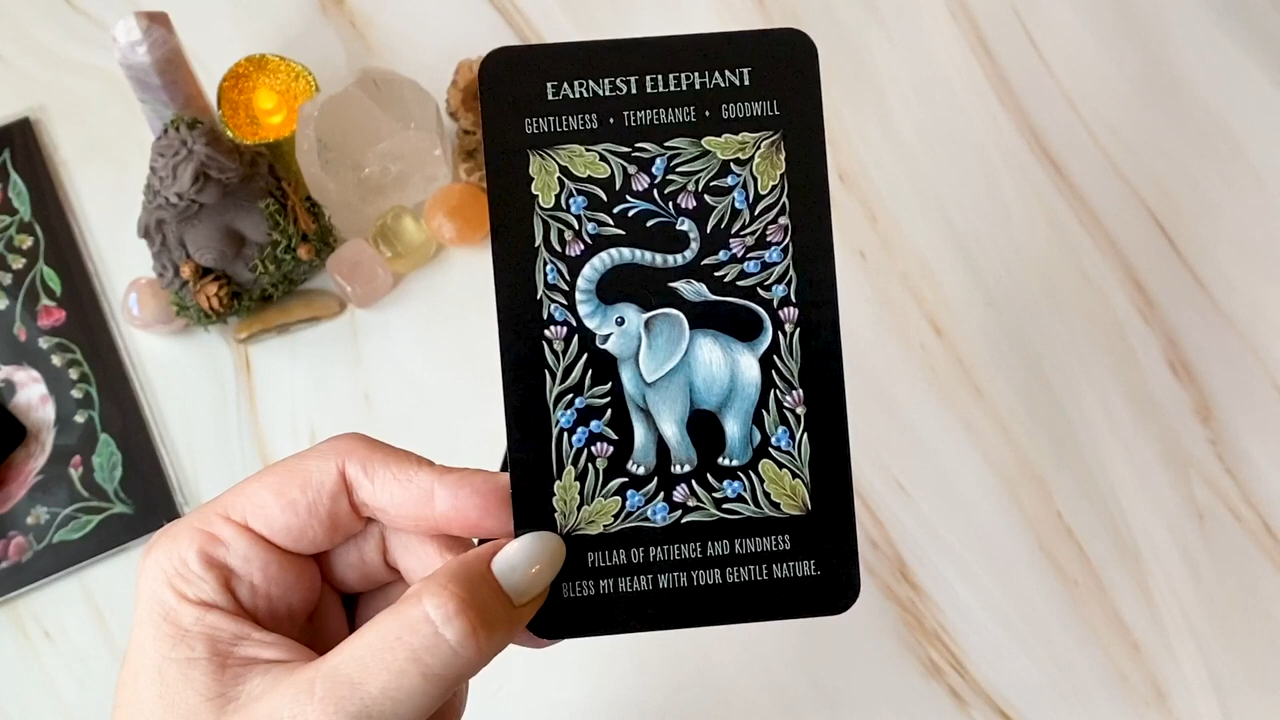 EARNEST ELEPHANT
GENTLENESS • TEMPERANCE • GOODWILL
PILLAR OF PATIENCE AND KINDNESS
BLESS MY HEART WITH YOUR GENTLE NATURE.